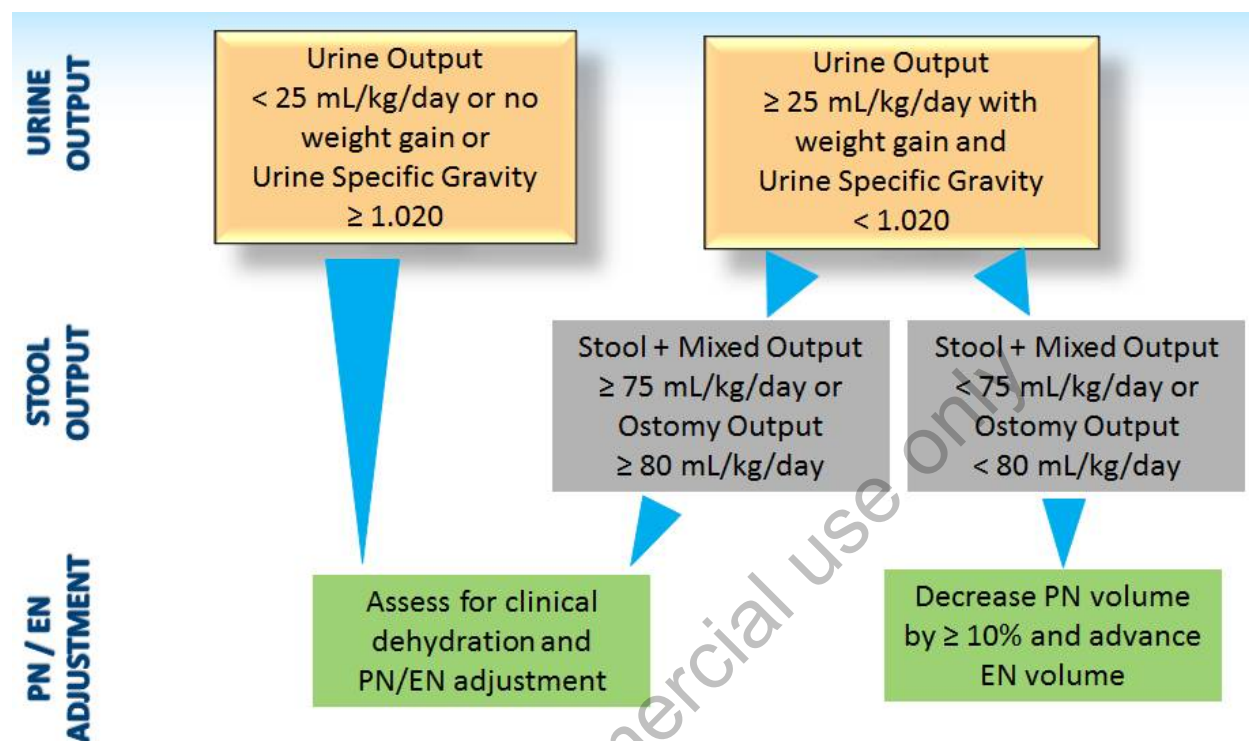 URINE
OUTPUT
Urine Output
< 25 mL/kg/day or no
weight gain or
Urine Specific Gravity
≥ 1.020
Urine Output
≥ 25 mL/kg/day with
weight gain and
Urine Specific Gravity
< 1.020
STOOL
OUTPUT
Stool + Mixed Output
≥ 75 mL/kg/day or
Ostomy Output
≥ 80 mL/kg/day
Stool + Mixed Output
< 75 mL/kg/day or
Ostomy Output
< 80 mL/kg/day
PN / EN
ADJUSTMENT
Assess for clinical
dehydration and
PN/EN adjustment
Decrease PN volume
by ≥ 10% and advance
EN volume
mercial use only